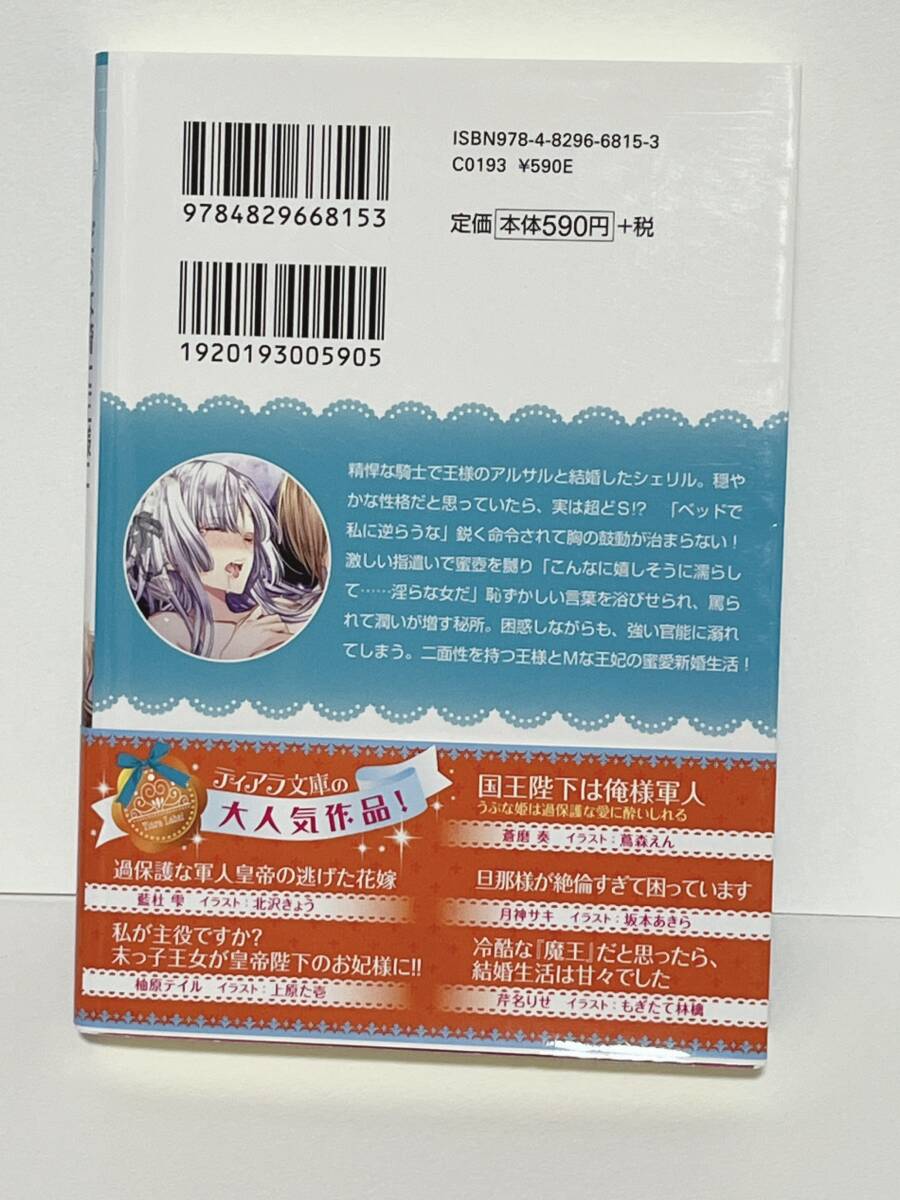 ISBN978-4-8296-6815-3
C0193 ¥590E
9784829668153
定価 本体590円 +税
1920193005905
精悍な騎士で王様のアルサルと結婚したシェリル。穏や
かな性格だと思っていたら、実は超どS!? 「ベッドで
私に逆らうな」鋭く命令されて胸の鼓動が治まらない！
激しい指遣いで蜜壺を嬲り「こんなに嬉しそうに濡らし
て……淫らな女だ」恥ずかしい言葉を浴びせられ、罵ら
れて潤いが増す秘所。困惑しながらも、強い官能に溺れ
てしまう。二面性を持つ王様とMな王妃の蜜愛新婚生活！
ティアラ文庫の
大人気作品！
Tiara Label
国王陛下は俺様軍人
うぶな姫は過保護な愛に酔いしれる
蒼磨 奏 イラスト：蔦森えん
過保護な軍人皇帝の逃げた花嫁
藍杜 雫 イラスト：北沢きょう
旦那様が絶倫すぎて困っています
月神サキ イラスト：坂本あきら
私が主役ですか？
末っ子王女が皇帝陛下のお妃様に!!
柚原テイル イラスト：上原た壱
冷酷な『魔王』だと思ったら、
結婚生活は甘々でした
芹名りせ イラスト：もぎたて林檎